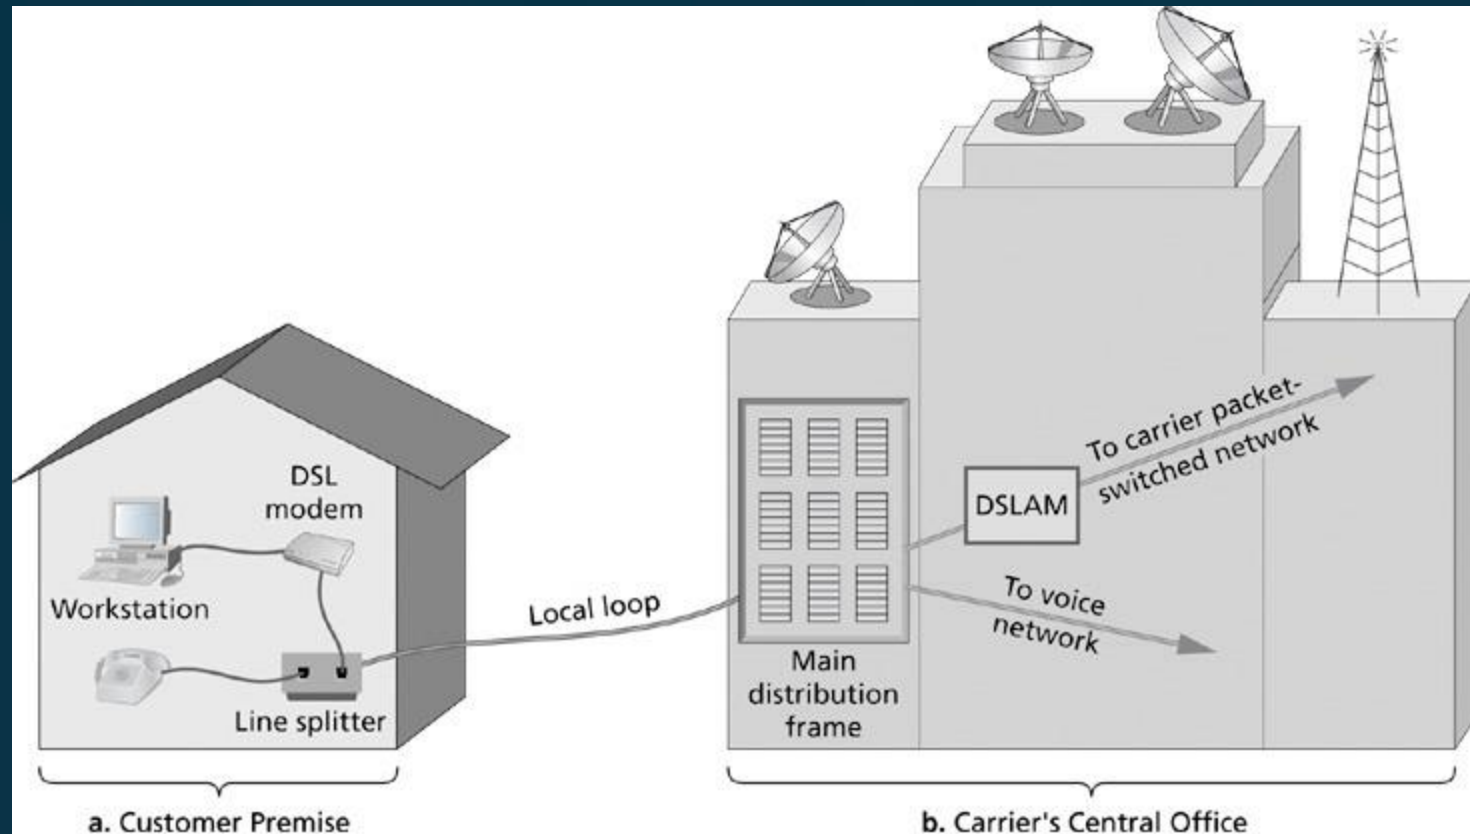 DSL
modem
Workstation
Line splitter
Local loop
Main
distribution
frame
DSLAM
To carrier packet-
switched network
To voice
network
a. Customer Premise
b. Carrier's Central Office